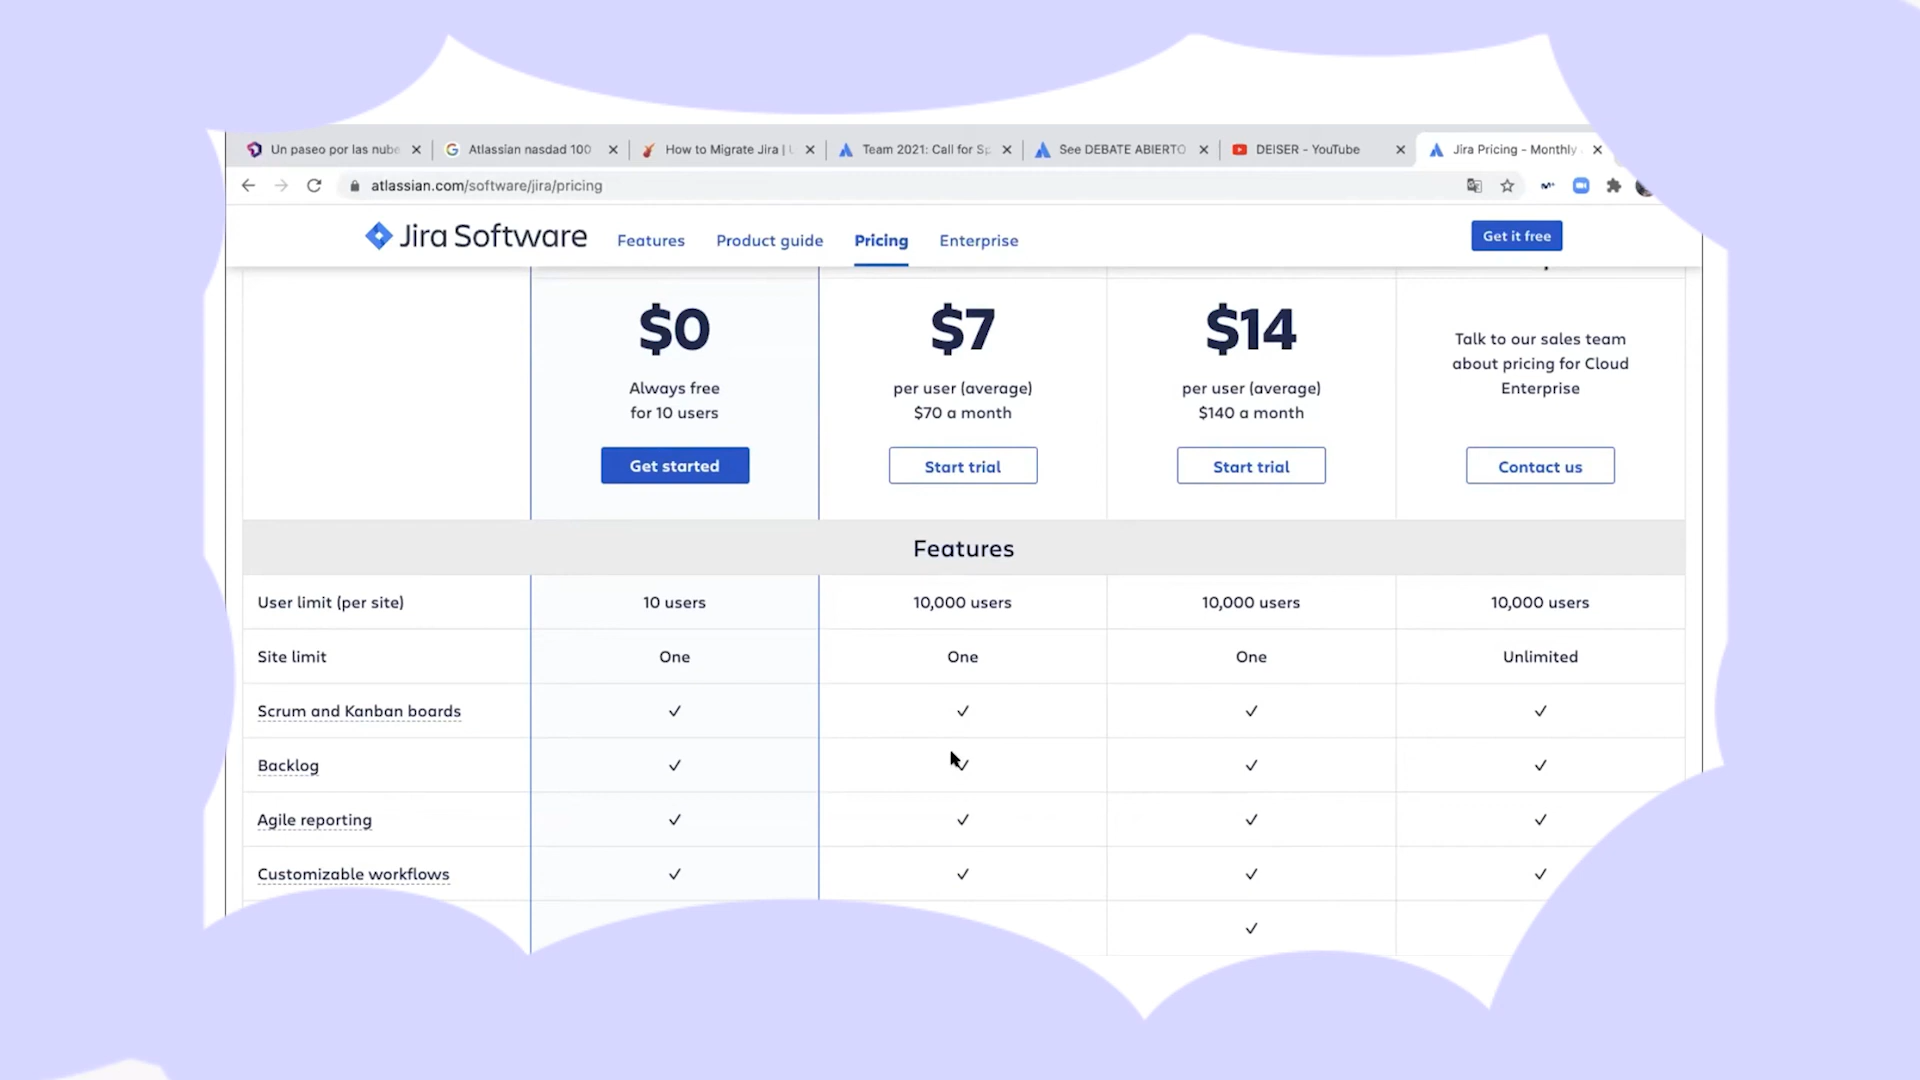 Un paseo por las nube
Atlassian nasdad 100
How to Migrate Jira |
Team 2021: Call for Sp
See DEBATE ABIERTO
DEISER - YouTube
Jira Pricing - Monthly
atlassian.com/software/jira/pricing
Jira Software
Features
Product guide
Pricing
Enterprise
Get it free
$0
$7
$14
Talk to our sales team
about pricing for Cloud
Enterprise
Always free
for 10 users
per user (average)
$70 a month
per user (average)
$140 a month
Get started
Start trial
Start trial
Contact us
Features
User limit (per site)
10 users
10,000 users
10,000 users
10,000 users
Site limit
One
One
One
Unlimited
Scrum and Kanban boards
Backlog
Agile reporting
Customizable workflows